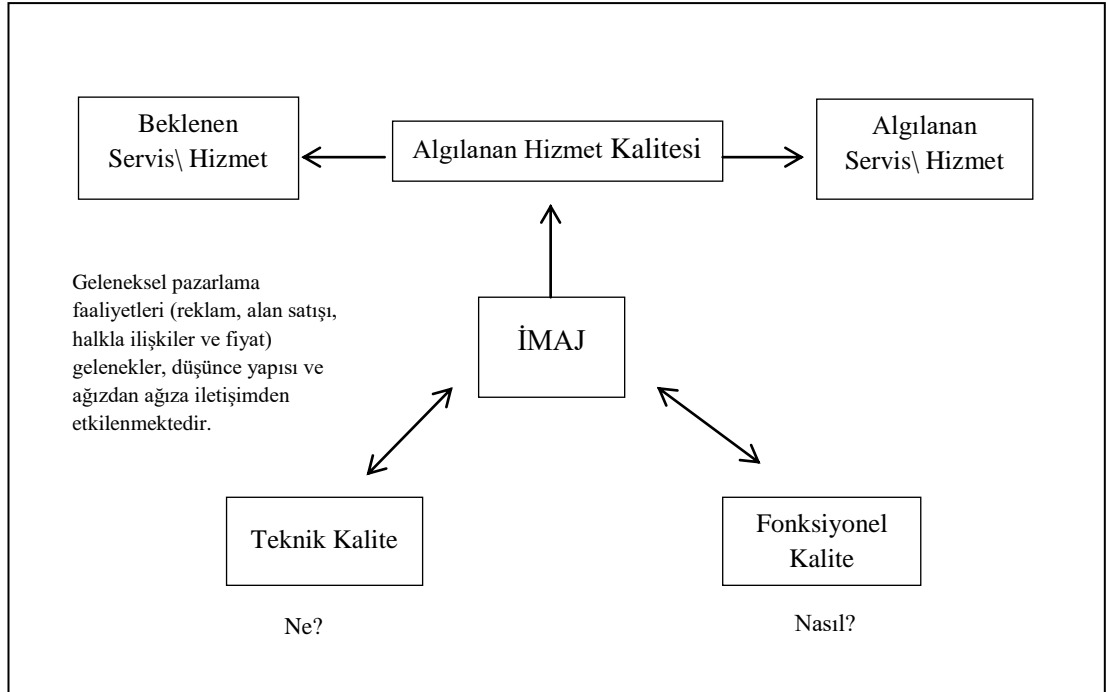 Beklenen
Servis\ Hizmet
Algılanan Hizmet Kalitesi
Algılanan
Servis\ Hizmet
Geleneksel pazarlama
faaliyetleri (reklam, alan satışı,
halkla ilişkiler ve fiyat)
gelenekler, düşünce yapısı ve
ağızdan ağıza iletişimden
etkilenmektedir.
İMAJ
Teknik Kalite
Fonksiyonel
Kalite
Ne?
Nasıl?